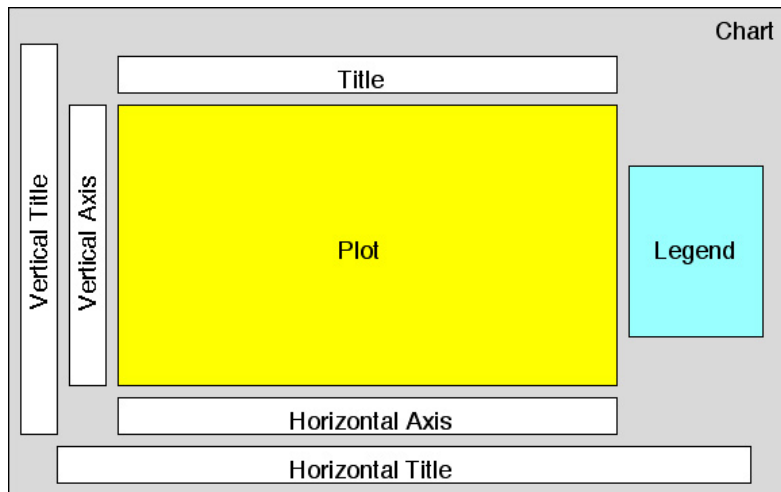 Chart
Title
Vertical Title
Vertical Axis
Plot
Legend
Horizontal Axis
Horizontal Title